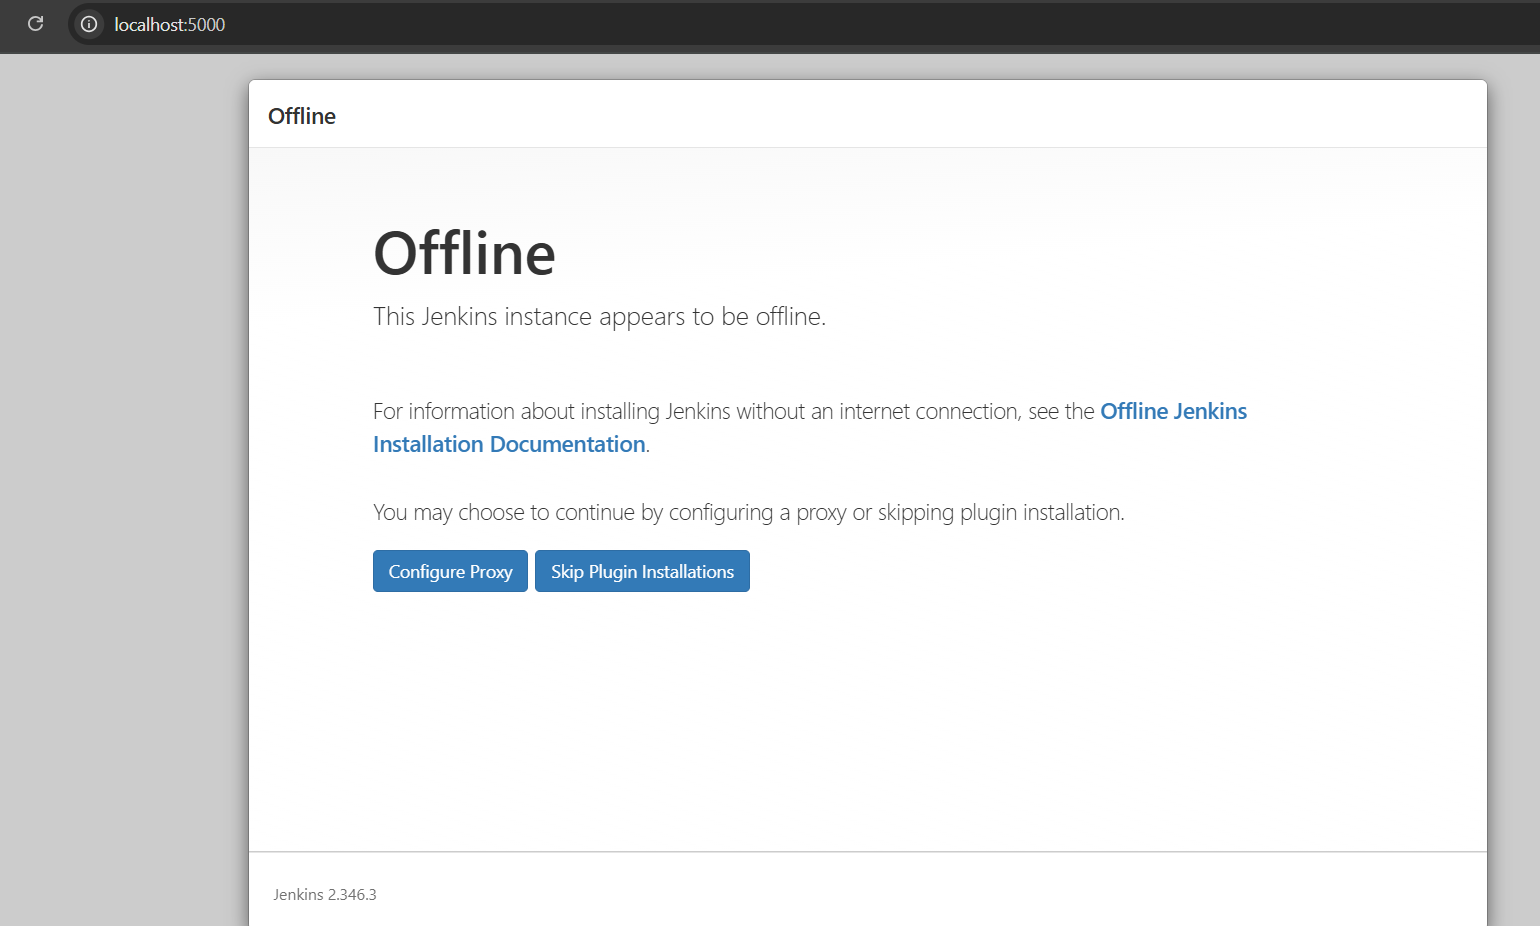 localhost:5000
Offline
Offline
This Jenkins instance appears to be offline.
For information about installing Jenkins without an internet connection, see the Offline Jenkins
Installation Documentation.
You may choose to continue by configuring a proxy or skipping plugin installation.
Configure Proxy
Skip Plugin Installations
Jenkins 2.346.3